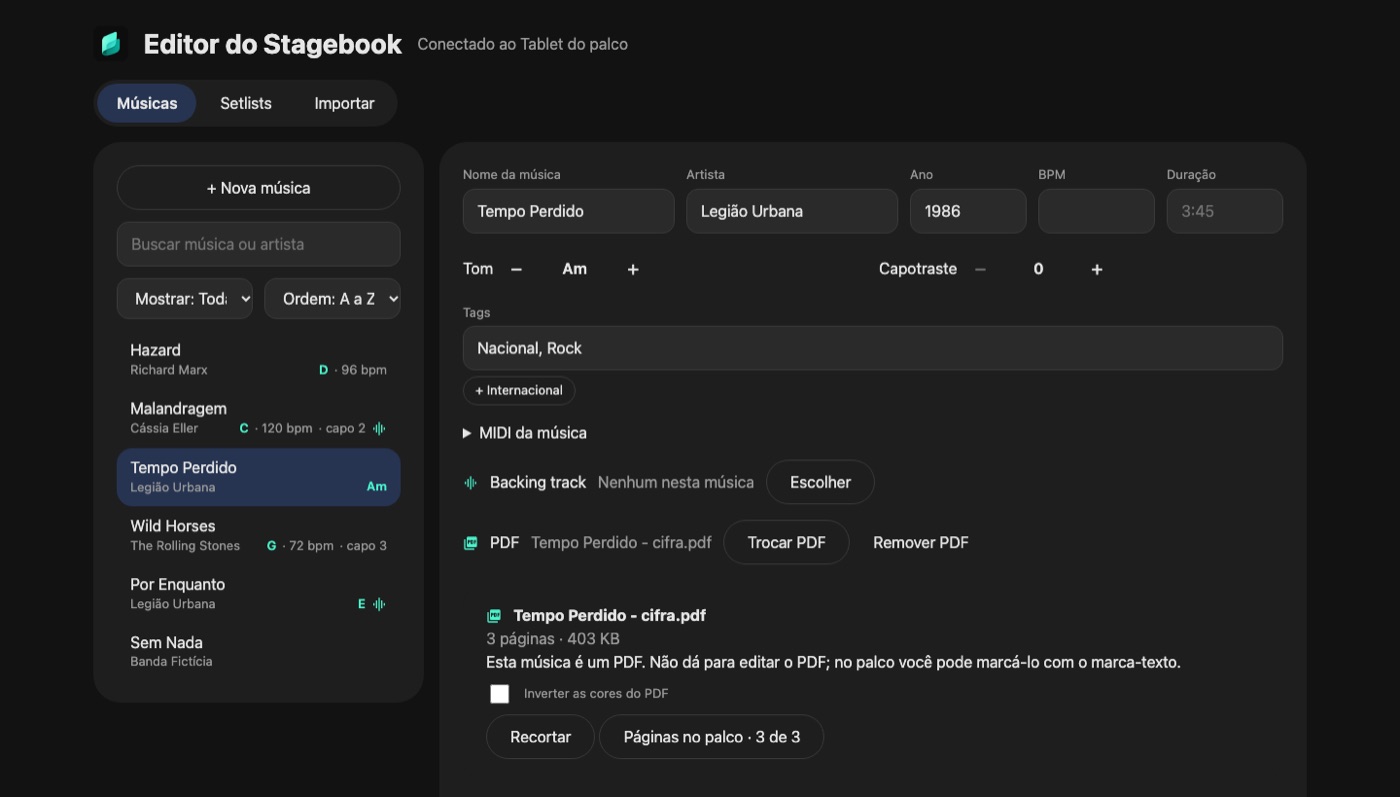 Editor do Stagebook Conectado ao Tablet do palco
Músicas Setlists Importar
+ Nova música
Buscar música ou artista
Mostrar: Toda Ordem: A a Z
Hazard
Richard Marx D · 96 bpm
Malandragem
Cássia Eller C · 120 bpm · capo 2
Tempo Perdido
Legião Urbana Am
Wild Horses
The Rolling Stones G · 72 bpm · capo 3
Por Enquanto
Legião Urbana E
Sem Nada
Banda Fictícia
Nome da música Artista Ano BPM Duração
Tempo Perdido Legião Urbana 1986 3:45
Tom − Am + Capotraste − 0 +
Tags
Nacional, Rock
+ Internacional
MIDI da música
Backing track Nenhum nesta música Escolher
PDF Tempo Perdido - cifra.pdf Trocar PDF Remover PDF
Tempo Perdido - cifra.pdf
3 páginas · 403 KB
Esta música é um PDF. Não dá para editar o PDF; no palco você pode marcá-lo com o marca-texto.
Inverter as cores do PDF
Recortar Páginas no palco · 3 de 3